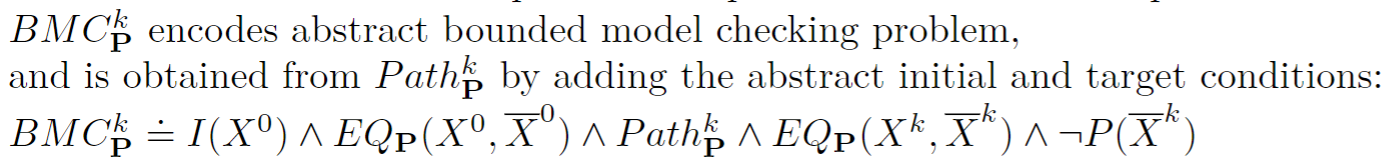 BMC^k_P encodes abstract bounded model checking problem,
and is obtained from Path^k_P by adding the abstract initial and target conditions:
BMC^k_P ≐ I(X^0) ∧ EQ_P(X^0, X̅^0) ∧ Path^k_P ∧ EQ_P(X^k, X̅^k) ∧ ¬P(X̅^k)